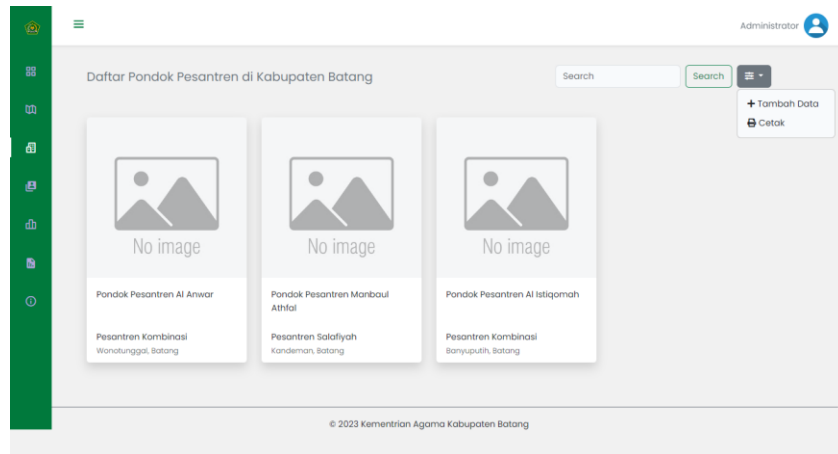 Administrator
Daftar Pondok Pesantren di Kabupaten Batang
Search
Search
Tambah Data
Cetak
No image
No image
No image
Pondok Pesantren Al Anwar
Pesantren Kombinasi
Wonotunggal, Batang
Pondok Pesantren Manbaul
Athfal
Pesantren Salafiyah
Kandeman, Batang
Pondok Pesantren Al Istiqomah
Pesantren Kombinasi
Banyuputih, Batang
© 2023 Kementrian Agama Kabupaten Batang